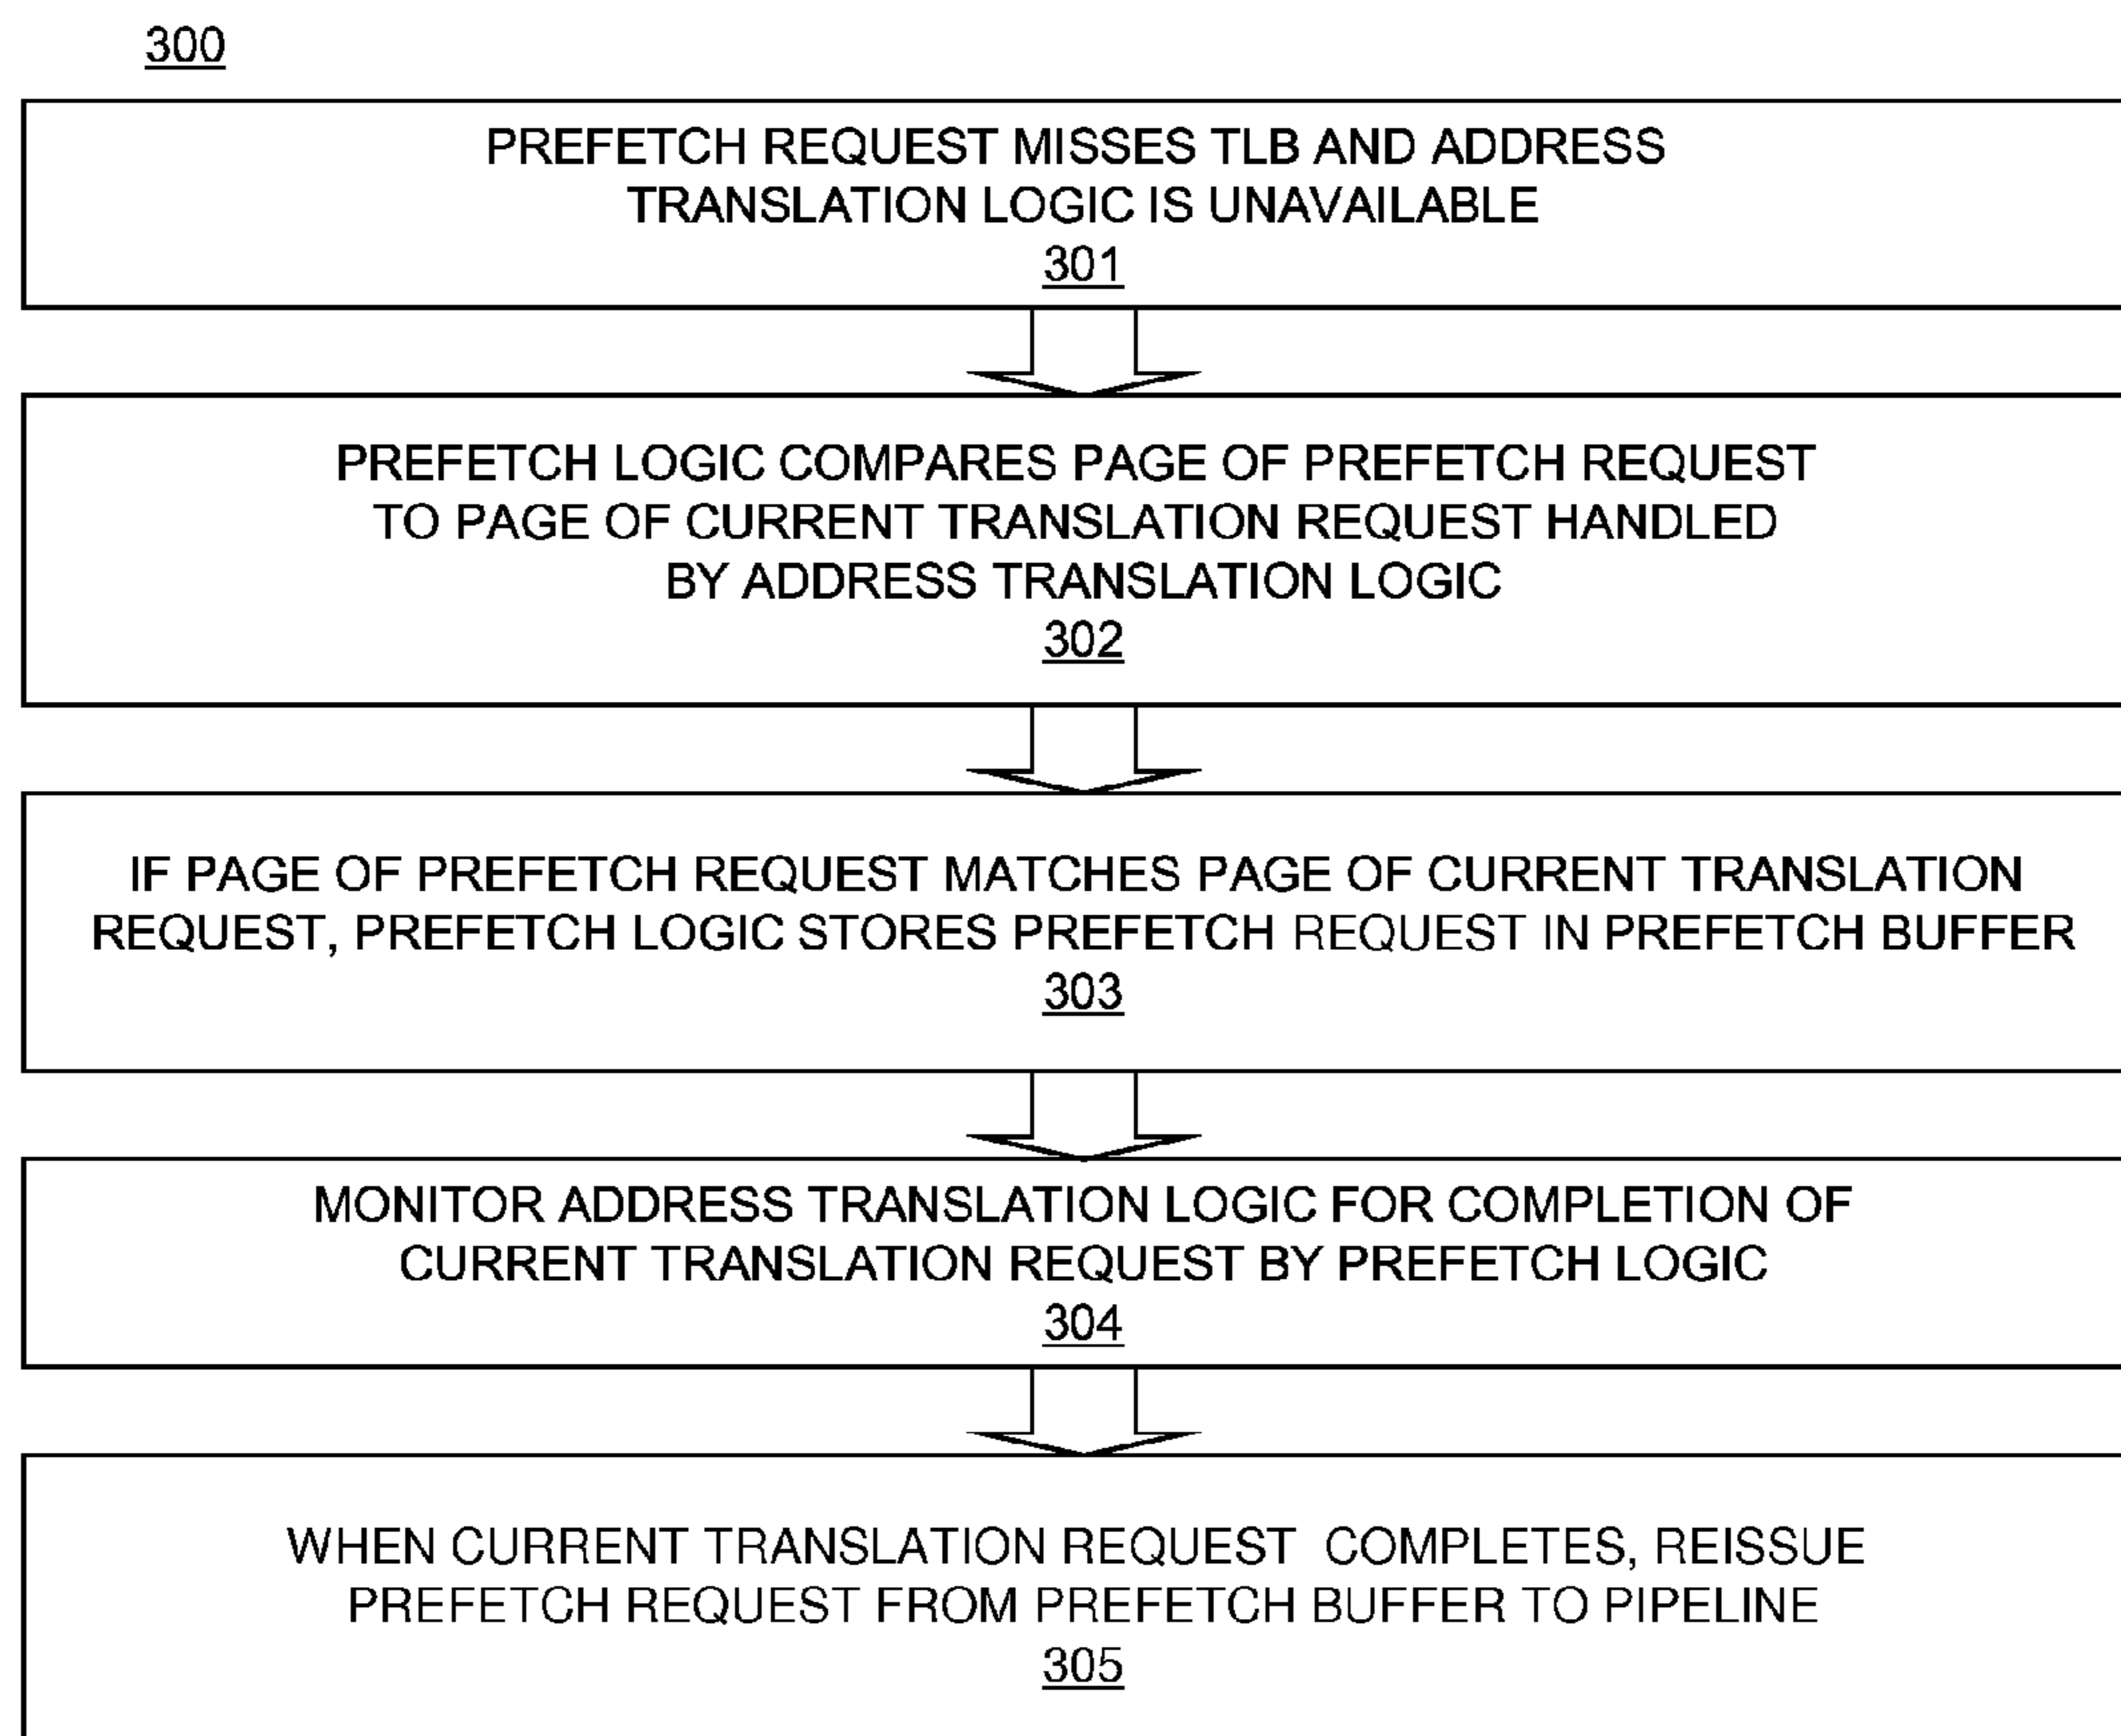 300
PREFETCH REQUEST MISSES TLB AND ADDRESS
TRANSLATION LOGIC IS UNAVAILABLE
301
PREFETCH LOGIC COMPARES PAGE OF PREFETCH REQUEST
TO PAGE OF CURRENT TRANSLATION REQUEST HANDLED
BY ADDRESS TRANSLATION LOGIC
302
IF PAGE OF PREFETCH REQUEST MATCHES PAGE OF CURRENT TRANSLATION
REQUEST, PREFETCH LOGIC STORES PREFETCH REQUEST IN PREFETCH BUFFER
303
MONITOR ADDRESS TRANSLATION LOGIC FOR COMPLETION OF
CURRENT TRANSLATION REQUEST BY PREFETCH LOGIC
304
WHEN CURRENT TRANSLATION REQUEST COMPLETES, REISSUE
PREFETCH REQUEST FROM PREFETCH BUFFER TO PIPELINE
305